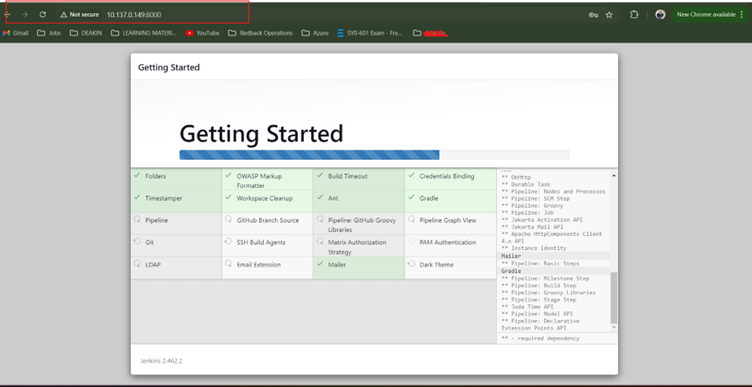 Not secure 10.137.0.149:8000
New Chrome available
Gmail Jobs DEAKIN LEARNING MATERI... YouTube Redback Operations Azure SY0-601 Exam - Fre...
Getting Started
Getting Started
Folders
OWASP Markup
Formatter
Build Timeout
Credentials Binding
Timestamper
Workspace Cleanup
Ant
Gradle
Pipeline
GitHub Branch Source
Pipeline: GitHub Groovy
Libraries
Pipeline Graph View
Git
SSH Build Agents
Matrix Authorization
Strategy
PAM Authentication
LDAP
Email Extension
Mailer
Dark Theme
** OkHttp
** Durable Task
** Pipeline: Nodes and Processes
** Pipeline: SCM Step
** Pipeline: Groovy
** Pipeline: Job
** Jakarta Activation API
** Jakarta Mail API
** Apache HttpComponents Client
4.x API
** Instance Identity
Mailer
** Pipeline: Basic Steps
Gradle
** Pipeline: Milestone Step
** Pipeline: Build Step
** Pipeline: Groovy Libraries
** Pipeline: Stage Step
** Joda Time API
** Pipeline: Model API
** Pipeline: Declarative
Extension Points API
** - required dependency
Jenkins 2.462.2